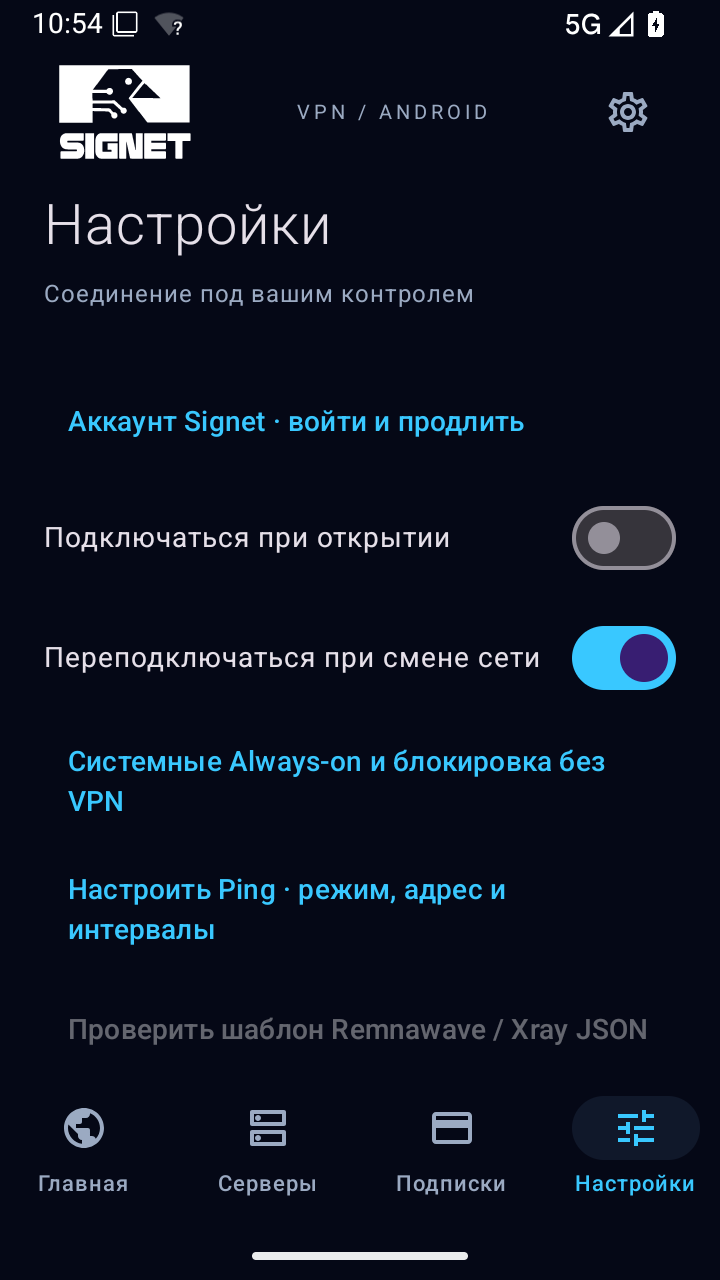 10:54
5G
SIGNET
VPN / ANDROID
Настройки
Соединение под вашим контролем
Аккаунт Signet · войти и продлить
Подключаться при открытии
Переподключаться при смене сети
Системные Always-on и блокировка без
VPN
Настроить Ping · режим, адрес и
интервалы
Проверить шаблон Remnawave / Xray JSON
Главная
Серверы
Подписки
Настройки